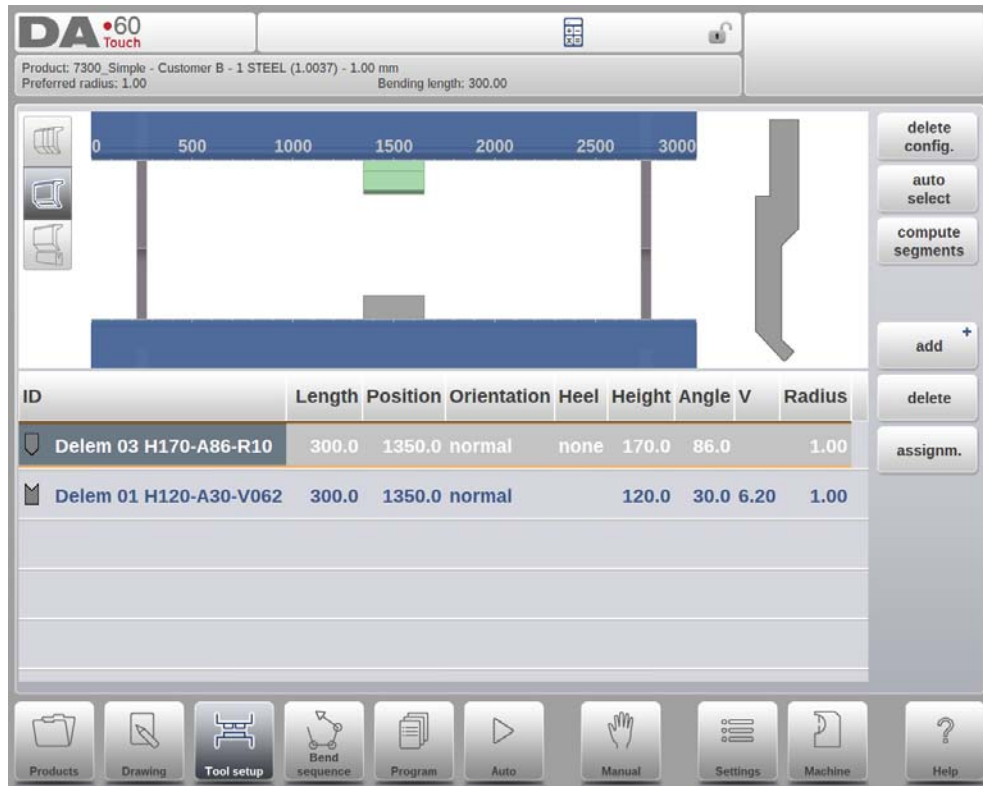 DA•60
Touch
Product: 7300_Simple - Customer B - 1 STEEL (1.0037) - 1.00 mm
Preferred radius: 1.00 Bending length: 300.00
0 500 1000 1500 2000 2500 3000
delete
config.
auto
select
compute
segments
add +
delete
assignm.
ID Length Position Orientation Heel Height Angle V Radius
Delem 03 H170-A86-R10 300.0 1350.0 normal none 170.0 86.0 1.00
Delem 01 H120-A30-V062 300.0 1350.0 normal 120.0 30.0 6.20 1.00
Products Drawing Tool setup Bend
sequence Program Auto Manual Settings Machine Help